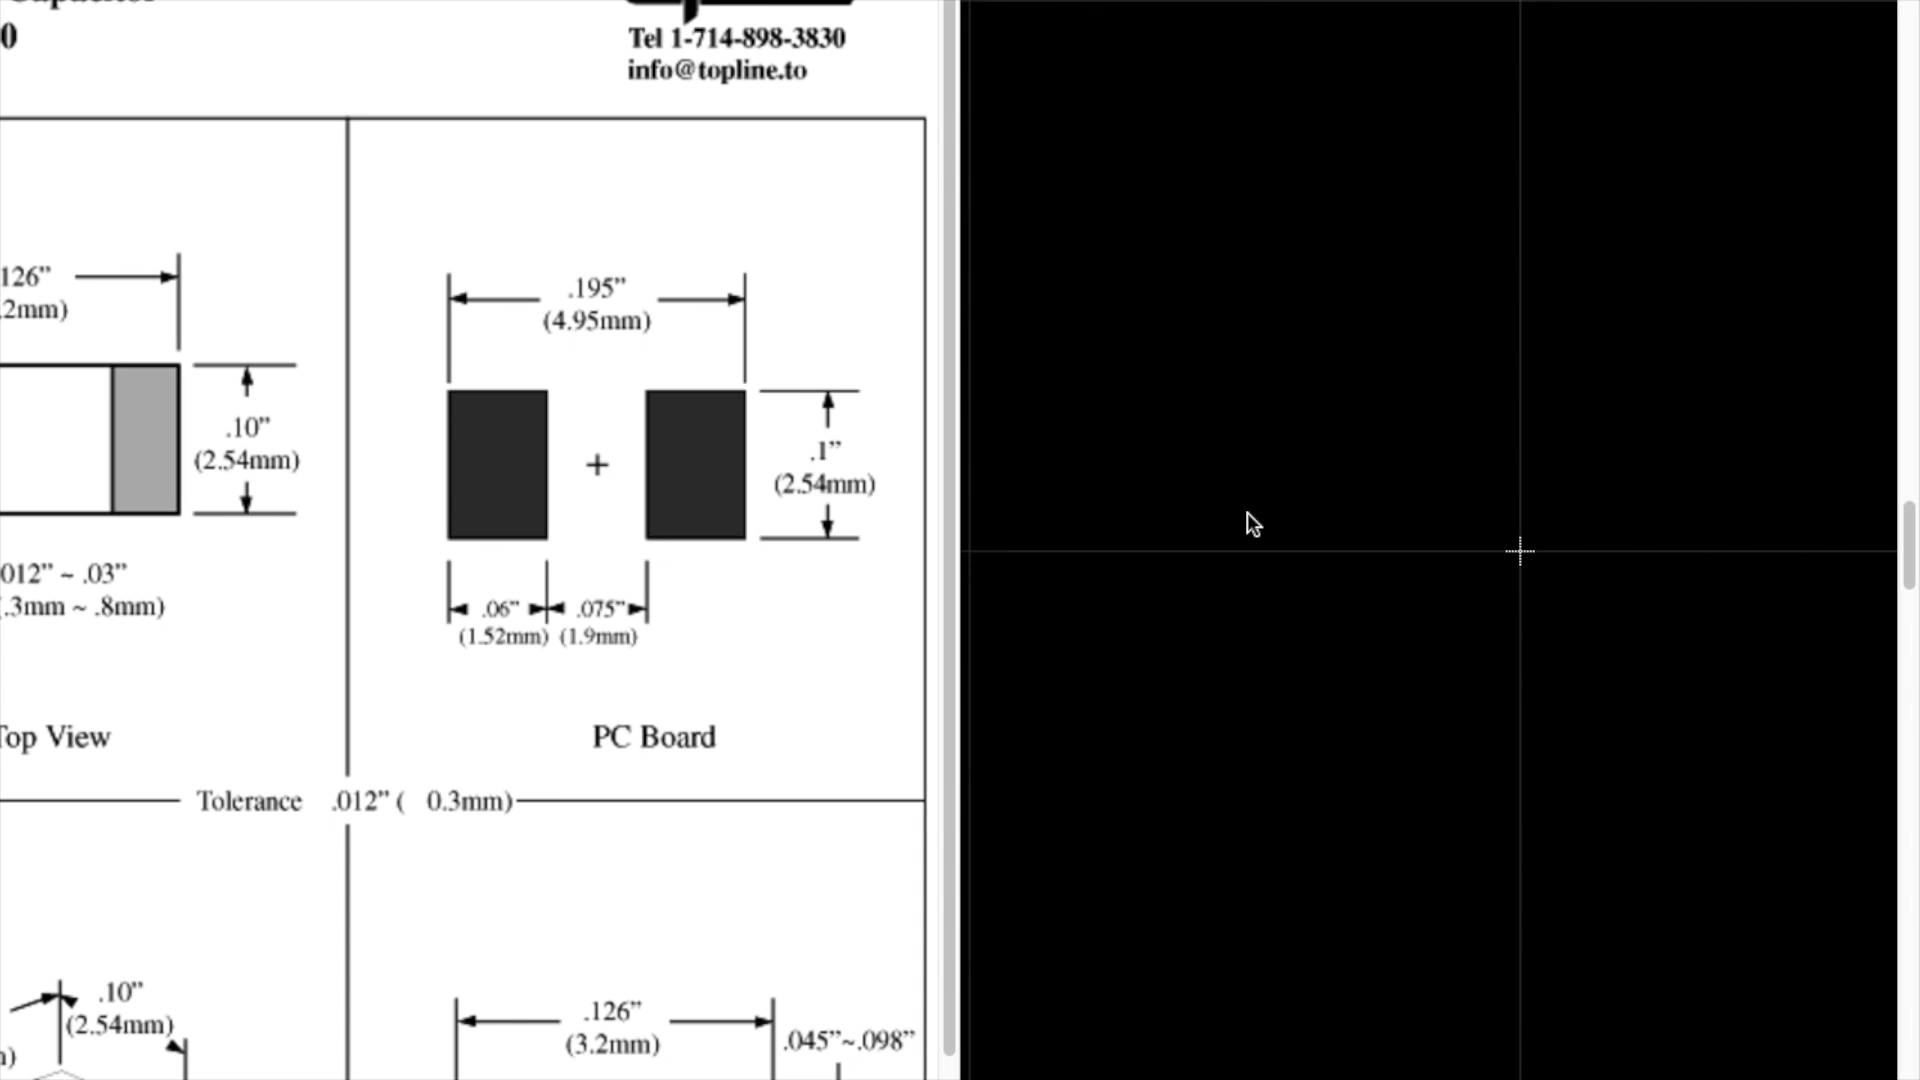 0
Tel 1-714-898-3830
info@topline.to
126”
.2mm)
.195”
(4.95mm)
.10”
(2.54mm)
+
.1”
(2.54mm)
012” ~ .03”
.3mm ~ .8mm)
.06” .075”
(1.52mm) (1.9mm)
Top View
PC Board
Tolerance .012” ( 0.3mm)
.10”
(2.54mm)
.126”
(3.2mm)
.045”~.098”
)